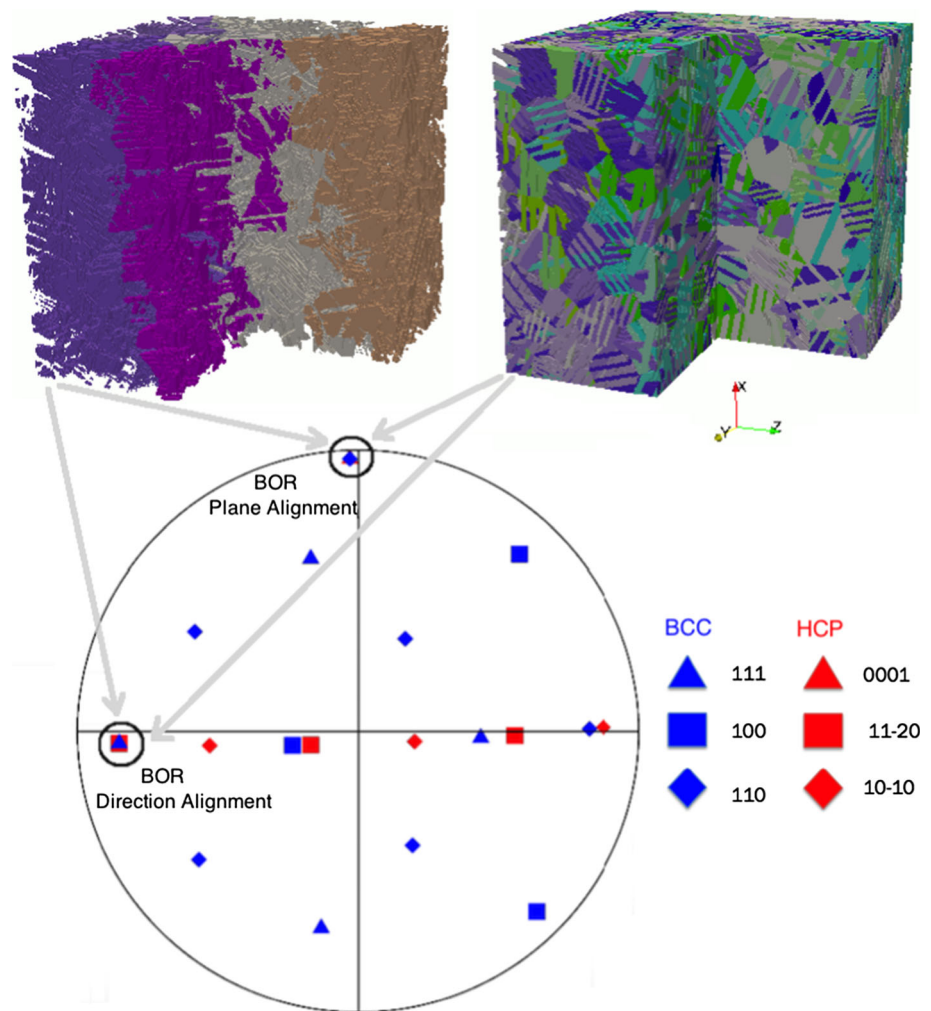 X
Y
Z
BOR
Plane Alignment
BOR
Direction Alignment
BCC
HCP
111
0001
100
11-20
110
10-10